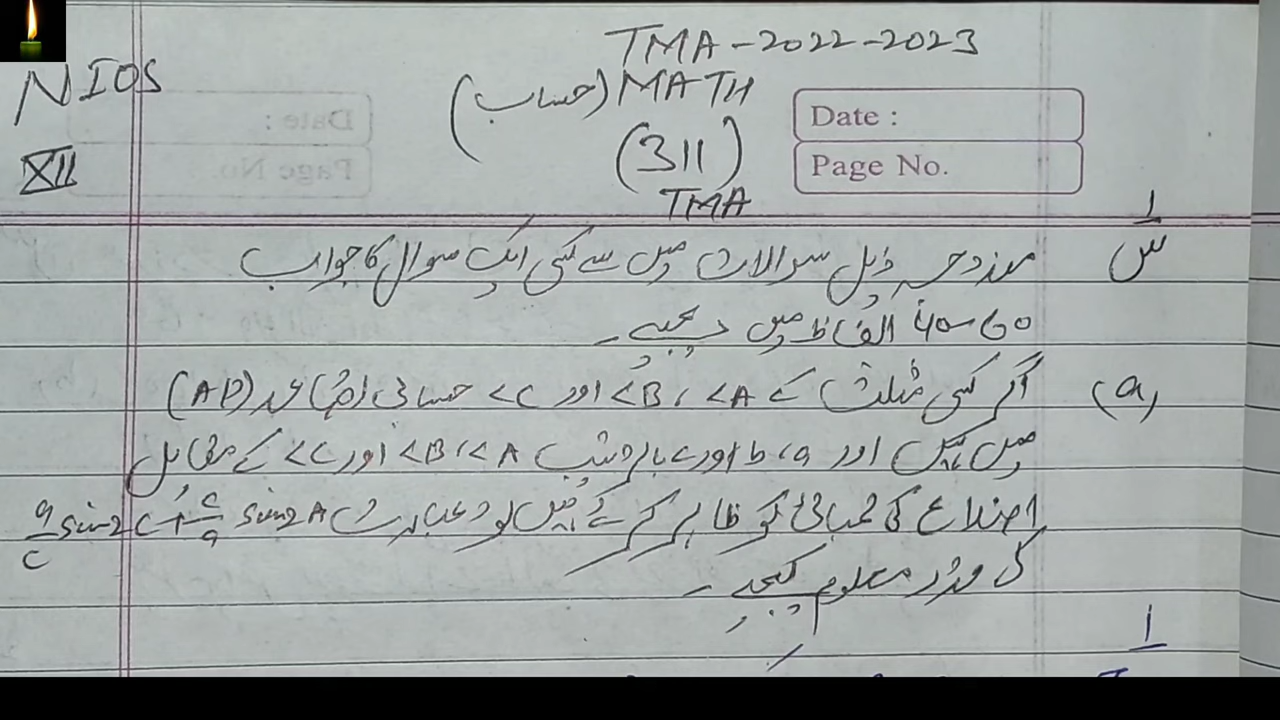 NIOS
XII
TMA-2022-2023
MATH (حساب)
(311)
TMA
Date :
Page No.
س 1 مندرجہ ذیل سوالات میں سے کسی ایک سوال کا جواب
40-60 الفاظ میں دیجیے۔
(a) اگر کسی مثلث کے A>، B> اور C> حسابی (AP)
میں ہیں اور a، b اور c بالترتیب A>، B> اور C> کے مقابل
اضلاع کی لمبائی کو ظاہر کرتے ہیں تو عبارت a/c sin2C + c/a sin2A
کی قدر معلوم کیجیے۔
1